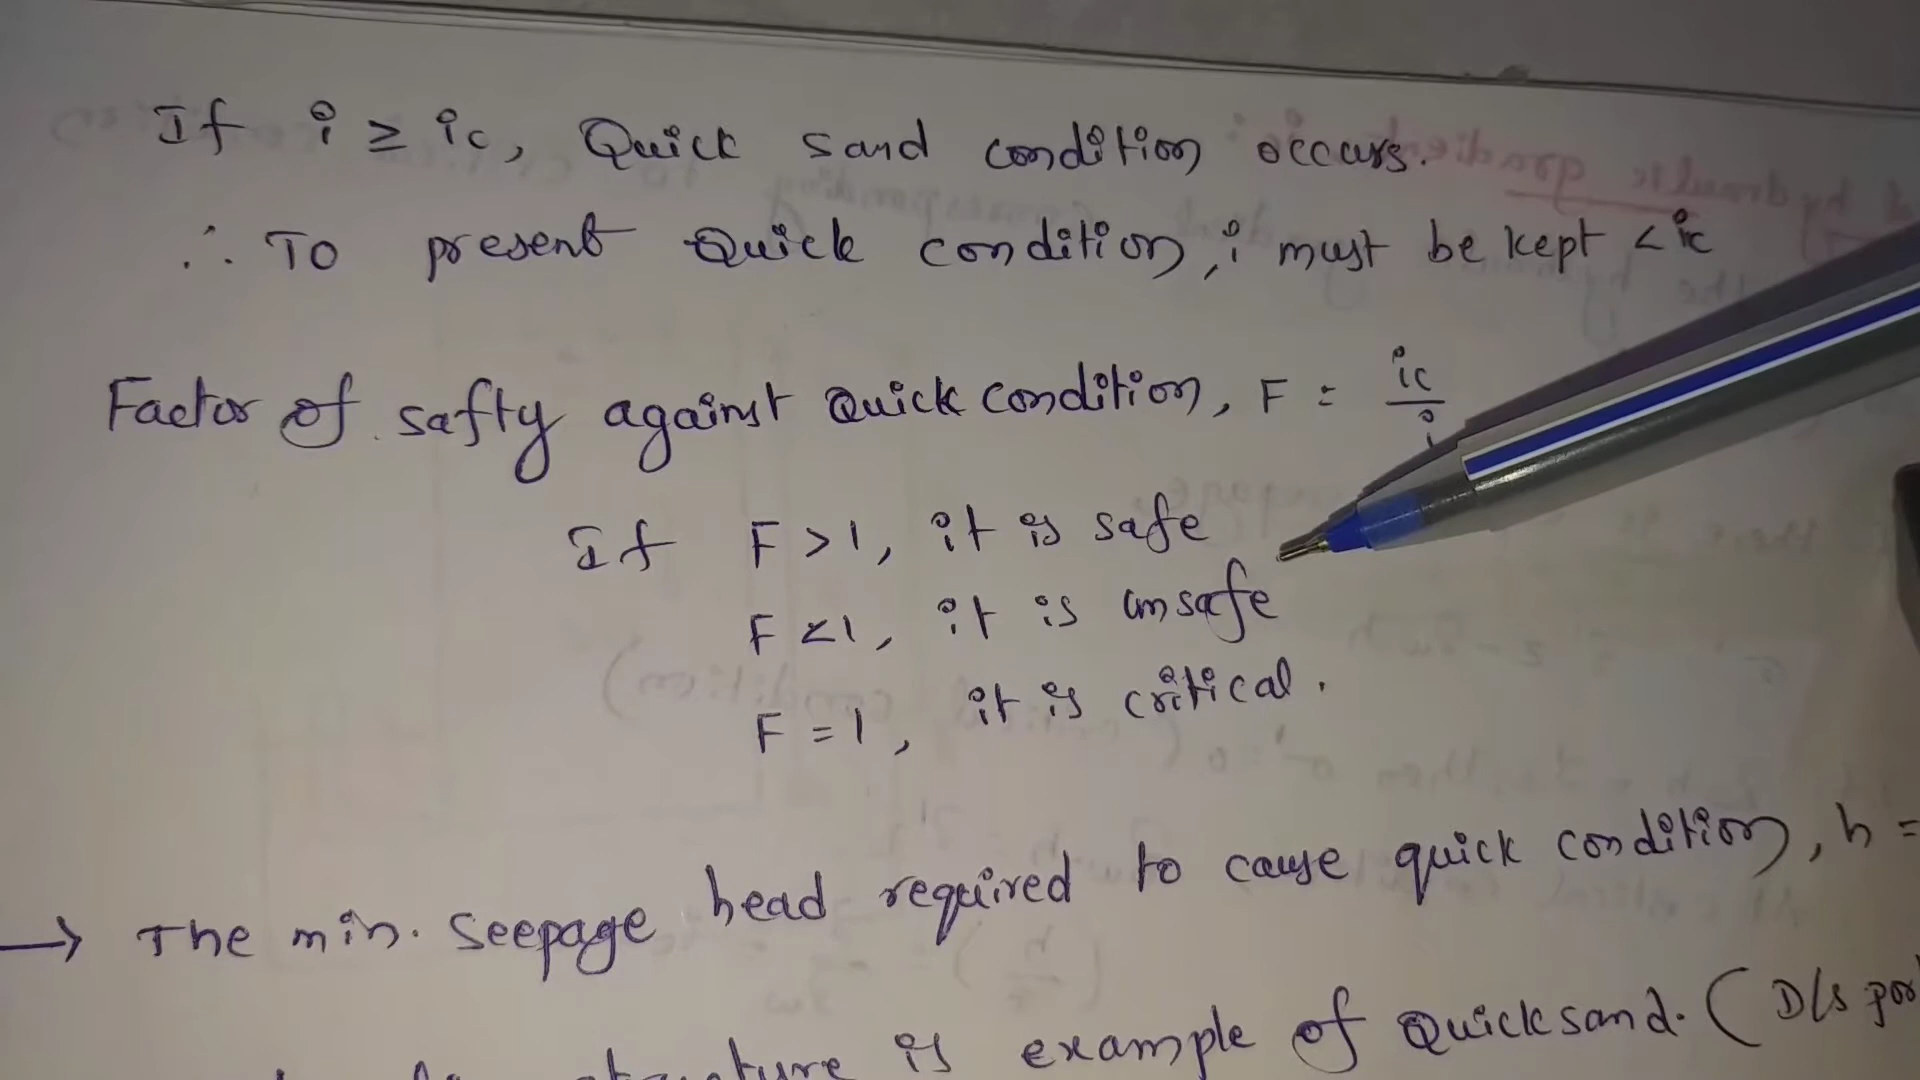 If i ≥ ic, Quick sand condition occurs.
∴ To present Quick condition, i must be kept < ic
Factor of safty against Quick condition, F = ic/i
If F > 1, it is safe
F < 1, it is unsafe
F = 1, it is critical.
→ The min. seepage head required to cause quick condition, h =
structure is example of Quicksand. (D/s